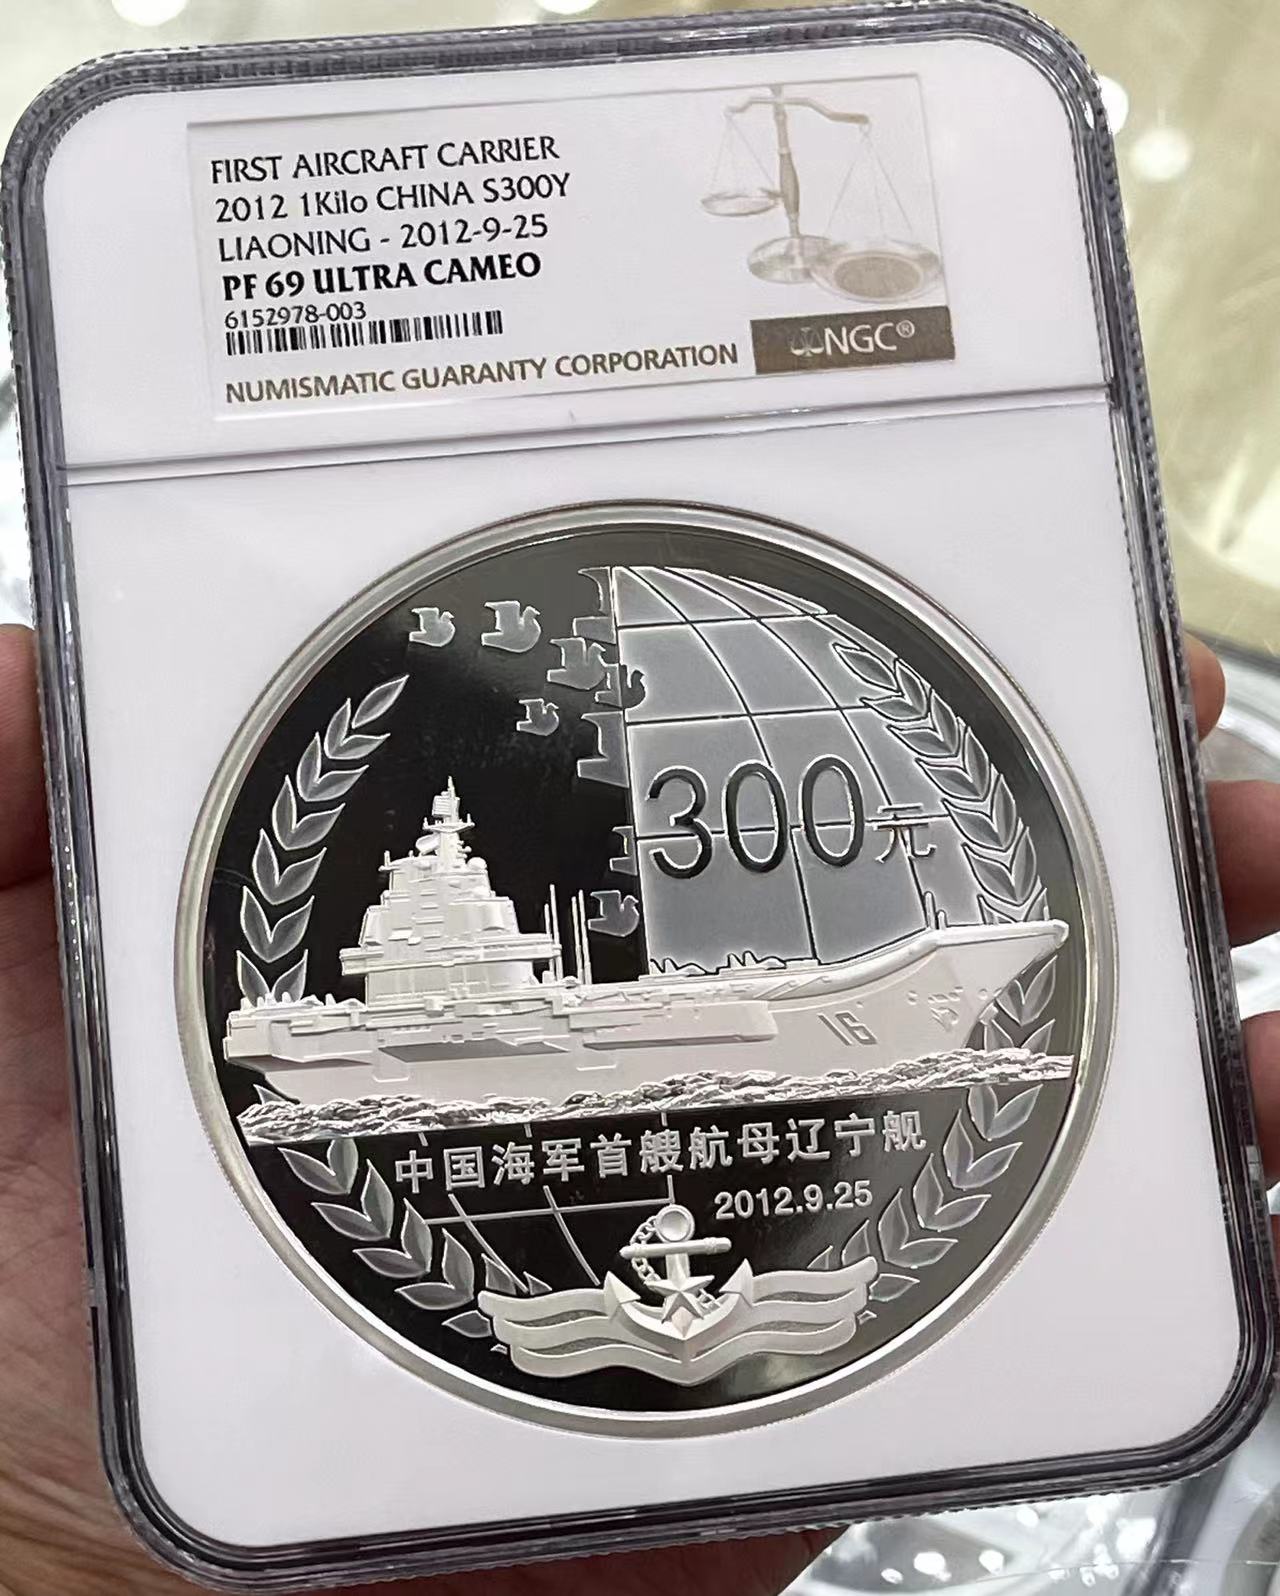 FIRST AIRCRAFT CARRIER
2012 1Kilo CHINA S300Y
LIAONING - 2012-9-25
PF 69 ULTRA CAMEO
6152978-003
NUMISMATIC GUARANTY CORPORATION
NGC®
300元
16
中国海军首艘航母辽宁舰
2012.9.25